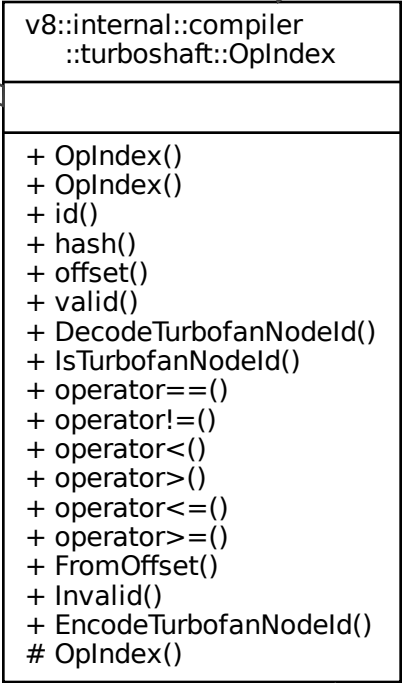 v8::internal::compiler
::turboshaft::OpIndex
+ OpIndex()
+ OpIndex()
+ id()
+ hash()
+ offset()
+ valid()
+ DecodeTurbofanNodeId()
+ IsTurbofanNodeId()
+ operator==()
+ operator!=()
+ operator<()
+ operator>()
+ operator<=()
+ operator>=()
+ FromOffset()
+ Invalid()
+ EncodeTurbofanNodeId()
# OpIndex()